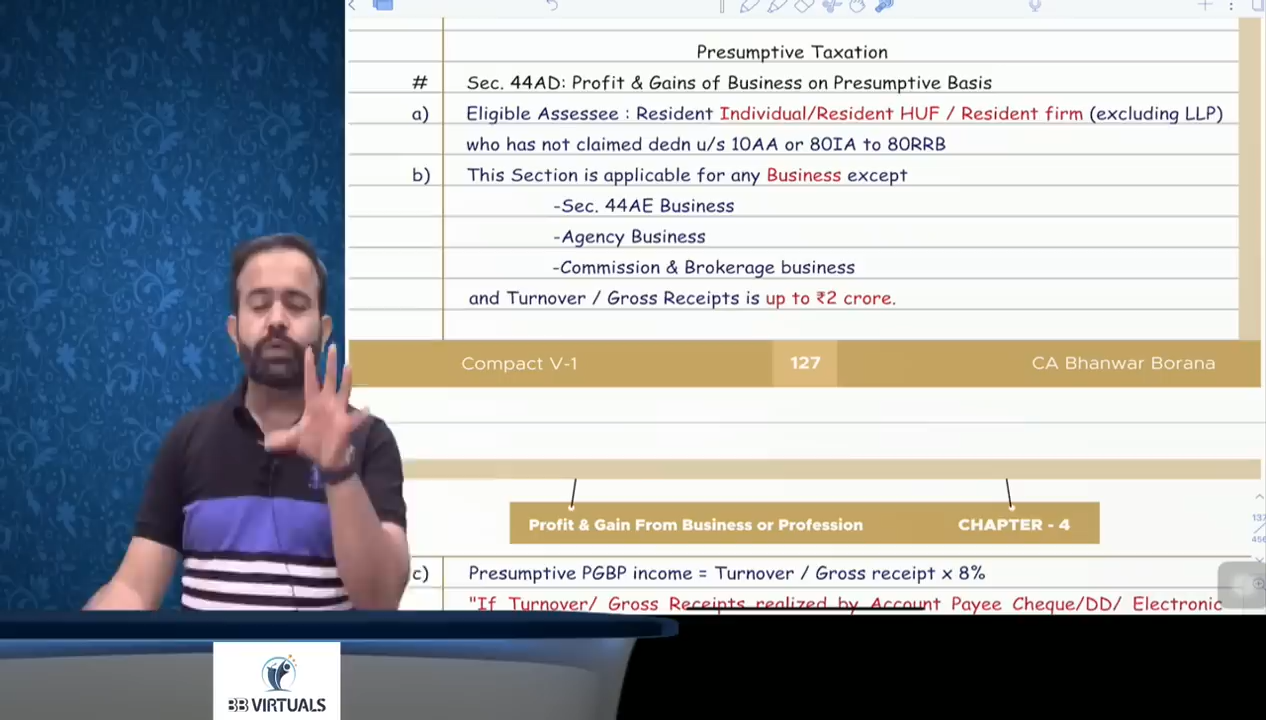 Presumptive Taxation
# Sec. 44AD: Profit & Gains of Business on Presumptive Basis
a) Eligible Assessee : Resident Individual/Resident HUF / Resident firm (excluding LLP)
who has not claimed dedn u/s 10AA or 80IA to 80RRB
b) This Section is applicable for any Business except
-Sec. 44AE Business
-Agency Business
-Commission & Brokerage business
and Turnover / Gross Receipts is up to ₹2 crore.
Compact V-1 127 CA Bhanwar Borana
Profit & Gain From Business or Profession CHAPTER - 4
c) Presumptive PGBP income = Turnover / Gross receipt x 8%
"If Turnover/ Gross Receipts realized by Account Payee Cheque/DD/ Electronic
BB VIRTUALS